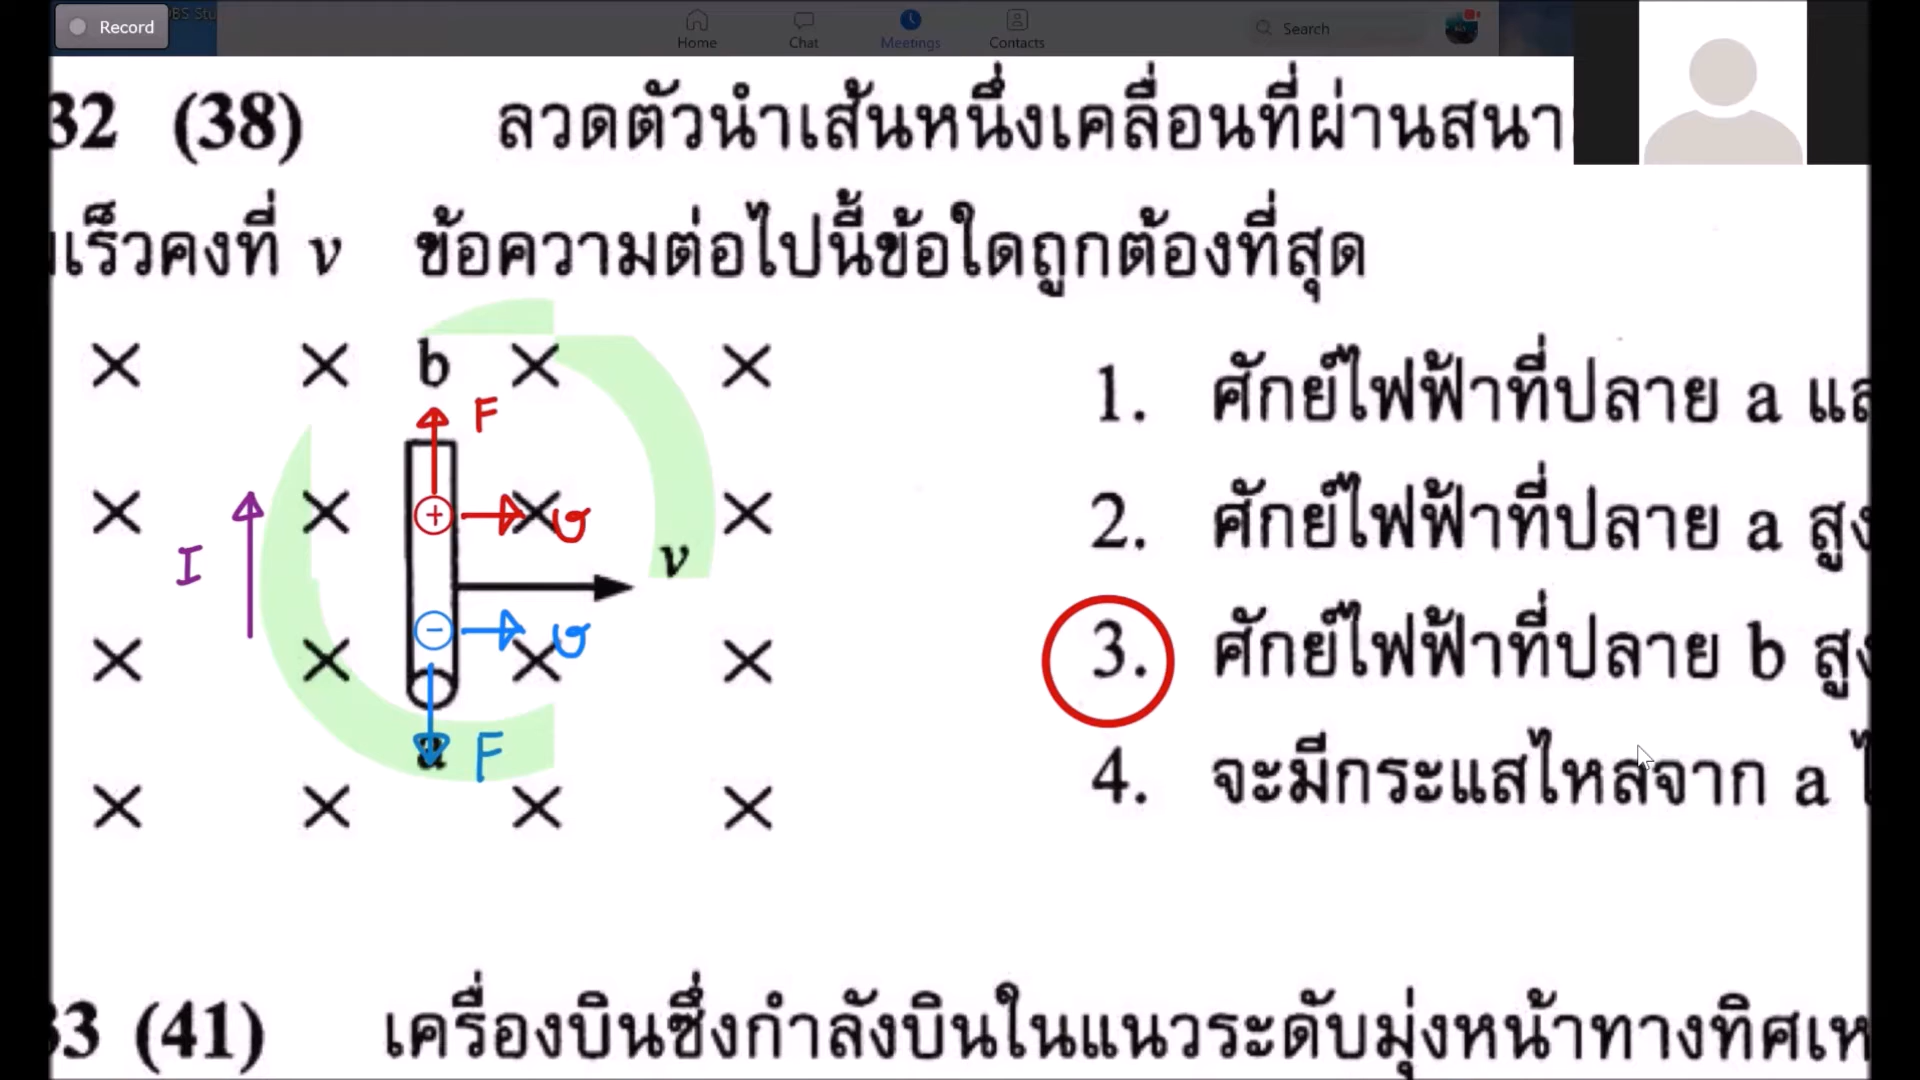 Record
OBS Stu
Home
Chat
Meetings
Contacts
Search
32 (38) ลวดตัวนำเส้นหนึ่งเคลื่อนที่ผ่านสนา
เร็วคงที่ v ข้อความต่อไปนี้ข้อใดถูกต้องที่สุด
b
F
+
v
v
I
−
v
a
F
1. ศักย์ไฟฟ้าที่ปลาย a แล
2. ศักย์ไฟฟ้าที่ปลาย a สูง
3. ศักย์ไฟฟ้าที่ปลาย b สูง
4. จะมีกระแสไหลจาก a ไ
33 (41) เครื่องบินซึ่งกำลังบินในแนวระดับมุ่งหน้าทางทิศเห